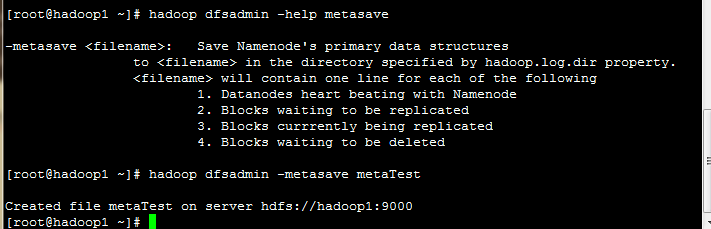 [root@hadoop1 ~]# hadoop dfsadmin -help metasave
-metasave <filename>: Save Namenode's primary data structures
to <filename> in the directory specified by hadoop.log.dir property.
<filename> will contain one line for each of the following
1. Datanodes heart beating with Namenode
2. Blocks waiting to be replicated
3. Blocks currrently being replicated
4. Blocks waiting to be deleted
[root@hadoop1 ~]# hadoop dfsadmin -metasave metaTest
Created file metaTest on server hdfs://hadoop1:9000
[root@hadoop1 ~]#